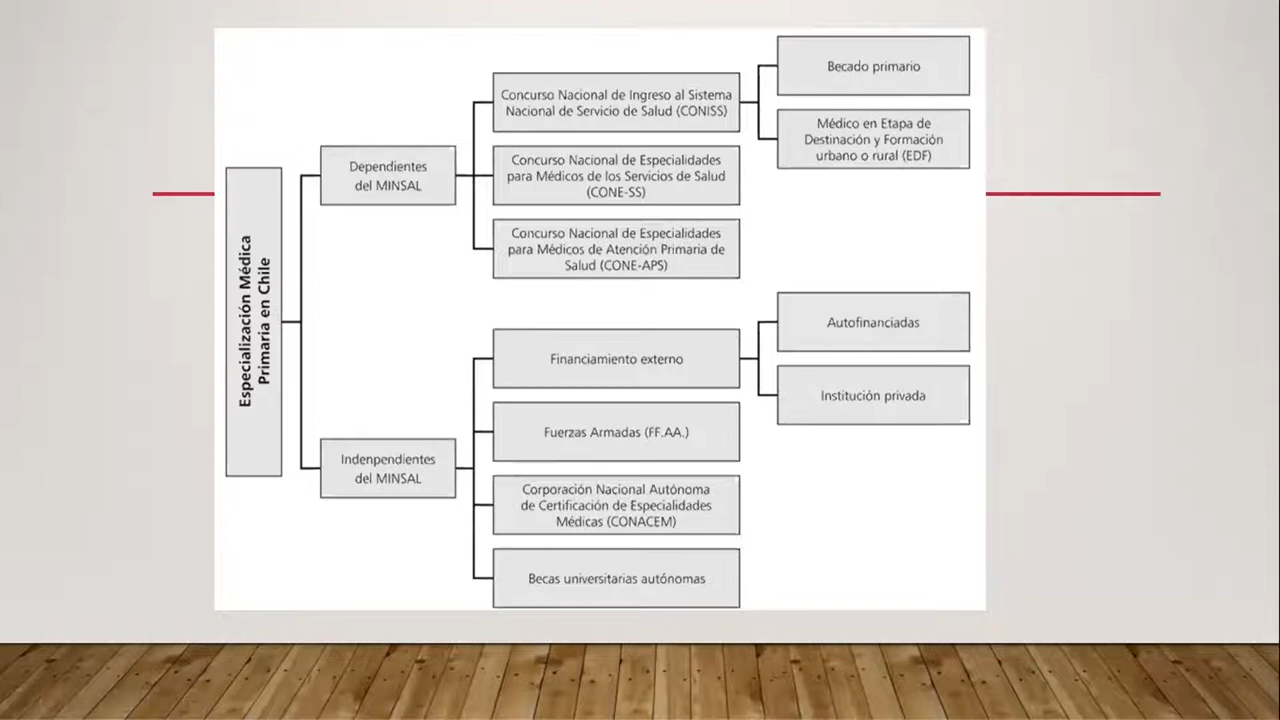 Especialización Médica
Primaria en Chile
Dependientes
del MINSAL
Concurso Nacional de Ingreso al Sistema
Nacional de Servicio de Salud (CONISS)
Becado primario
Médico en Etapa de
Destinación y Formación
urbano o rural (EDF)
Concurso Nacional de Especialidades
para Médicos de los Servicios de Salud
(CONE-SS)
Concurso Nacional de Especialidades
para Médicos de Atención Primaria de
Salud (CONE-APS)
Indenpendientes
del MINSAL
Financiamiento externo
Autofinanciadas
Institución privada
Fuerzas Armadas (FF.AA.)
Corporación Nacional Autónoma
de Certificación de Especialidades
Médicas (CONACEM)
Becas universitarias autónomas